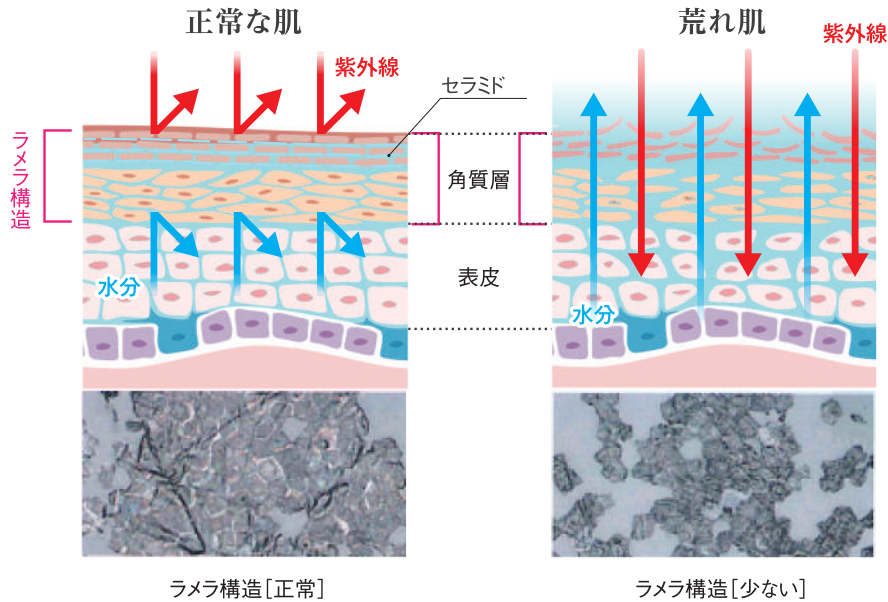 正常な肌
荒れ肌
紫外線
紫外線
セラミド
ラメラ構造
角質層
表皮
水分
水分
ラメラ構造[正常]
ラメラ構造[少ない]